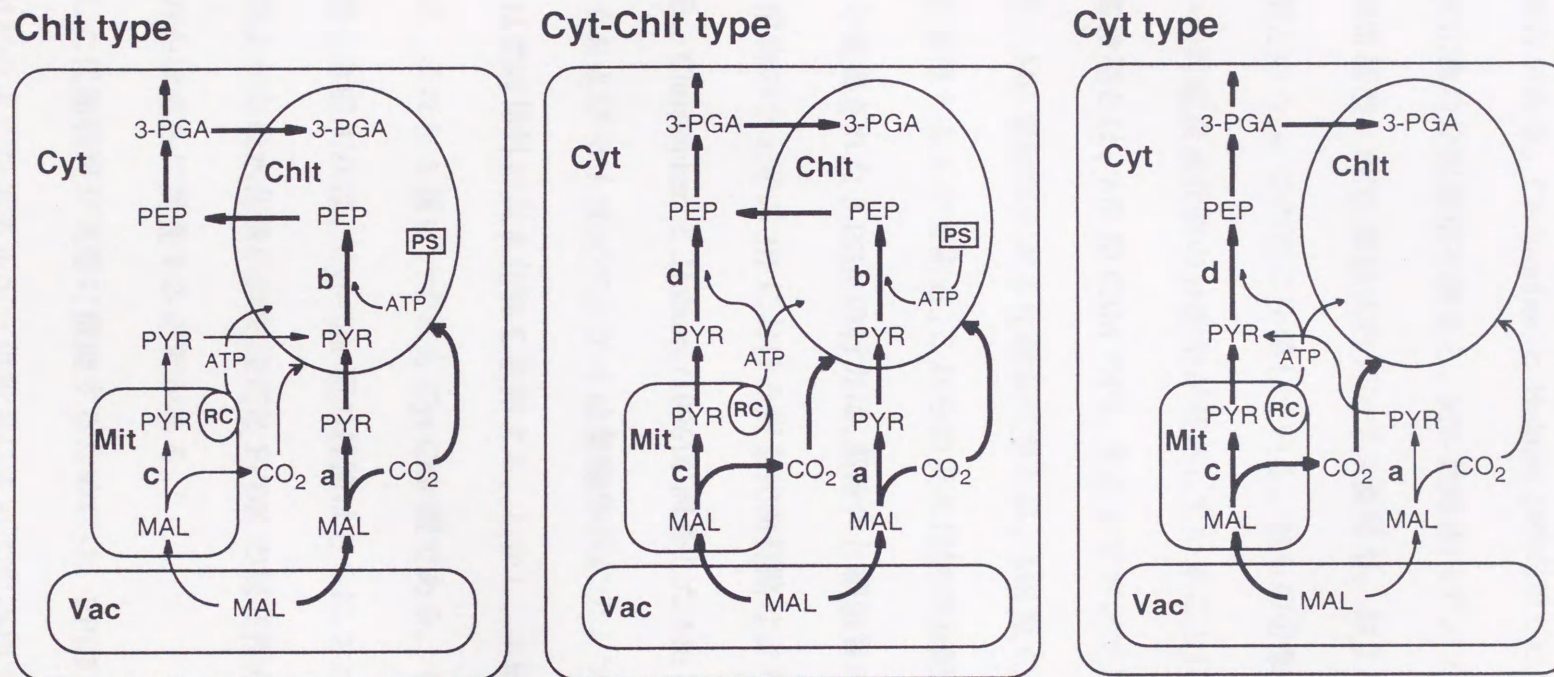 Chlt type
3-PGA 3-PGA
Cyt
Chlt
PEP PEP
PS
b
ATP
PYR PYR
ATP
PYR RC PYR
Mit
c CO2 a CO2
MAL MAL
Vac MAL
Cyt-Chlt type
3-PGA 3-PGA
Cyt
Chlt
PEP PEP
PS
d b
ATP
PYR PYR
ATP
PYR RC PYR
Mit
c CO2 a CO2
MAL MAL
Vac MAL
Cyt type
3-PGA 3-PGA
Cyt
Chlt
PEP
d
PYR
ATP
PYR RC PYR
Mit
c CO2 a CO2
MAL MAL
Vac MAL